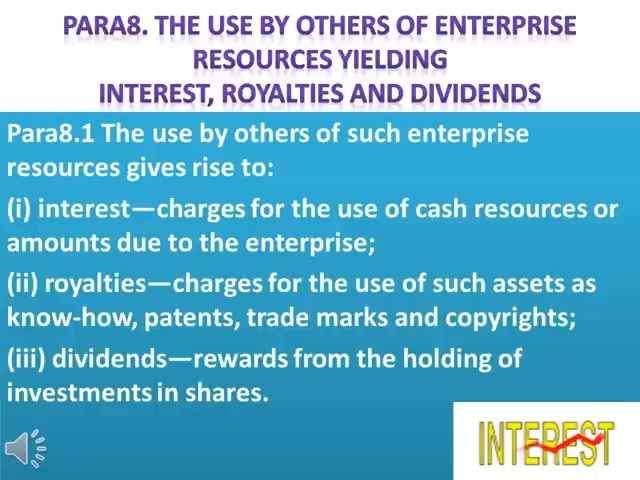 PARA8. THE USE BY OTHERS OF ENTERPRISE
RESOURCES YIELDING
INTEREST, ROYALTIES AND DIVIDENDS
Para8.1 The use by others of such enterprise
resources gives rise to:
(i) interest—charges for the use of cash resources or
amounts due to the enterprise;
(ii) royalties—charges for the use of such assets as
know-how, patents, trade marks and copyrights;
(iii) dividends—rewards from the holding of
investments in shares.
INTEREST